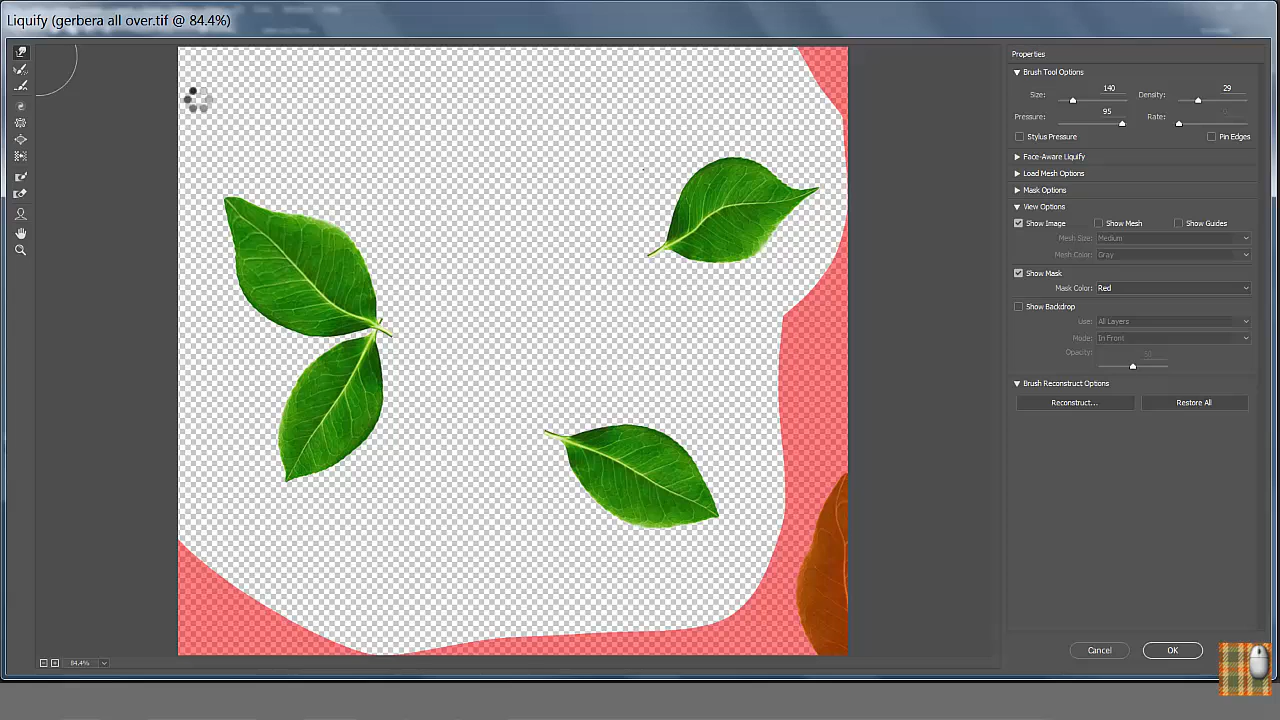 Liquify (gerbera all over.tif @ 84.4%)
Properties
Brush Tool Options
Size: 140 Density: 29
Pressure: 95 Rate:
Stylus Pressure Pin Edges
Face-Aware Liquify
Load Mesh Options
Mask Options
View Options
Show Image Show Mesh Show Guides
Mesh Size: Medium
Mesh Color: Gray
Show Mask
Mask Color: Red
Show Backdrop
Use: All Layers
Mode: In Front
Opacity: 50
Brush Reconstruct Options
Reconstruct... Restore All
Cancel OK
84.4%